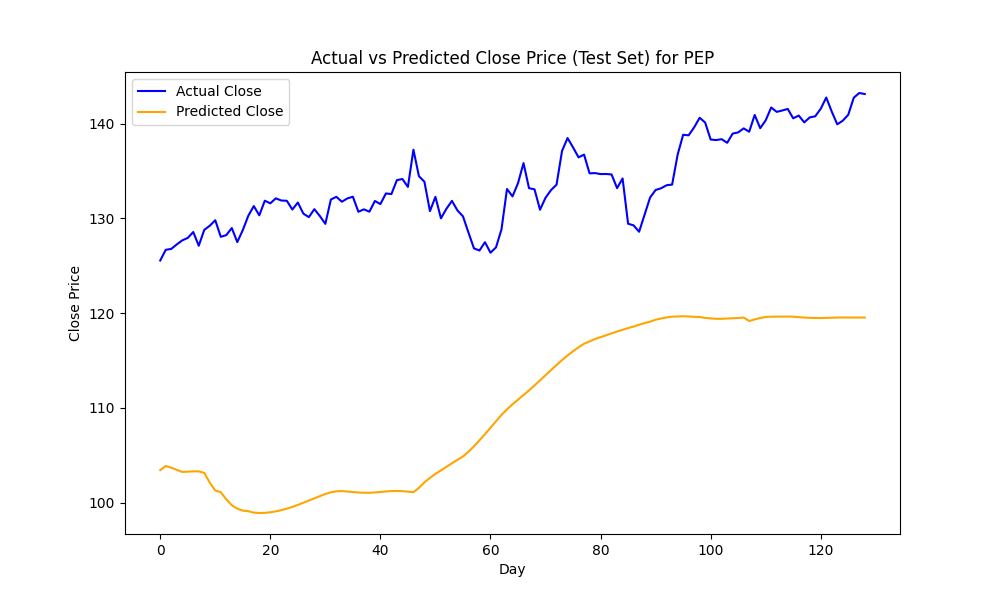 Actual vs Predicted Close Price (Test Set) for PEP
Actual Close
Predicted Close
Close Price
140
130
120
110
100
0 20 40 60 80 100 120
Day